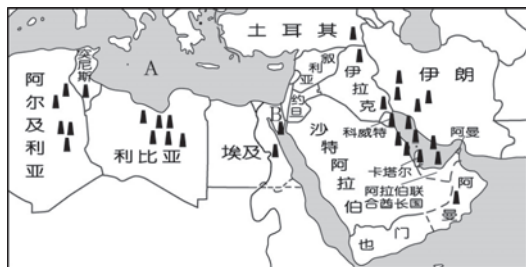 土耳其
A
突尼斯
阿尔及利亚
利比亚
埃及
B
叙利亚
约旦
伊拉克
伊朗
科威特
沙特阿拉伯
卡塔尔
阿拉伯联
合酋长国
阿曼
阿曼
也门